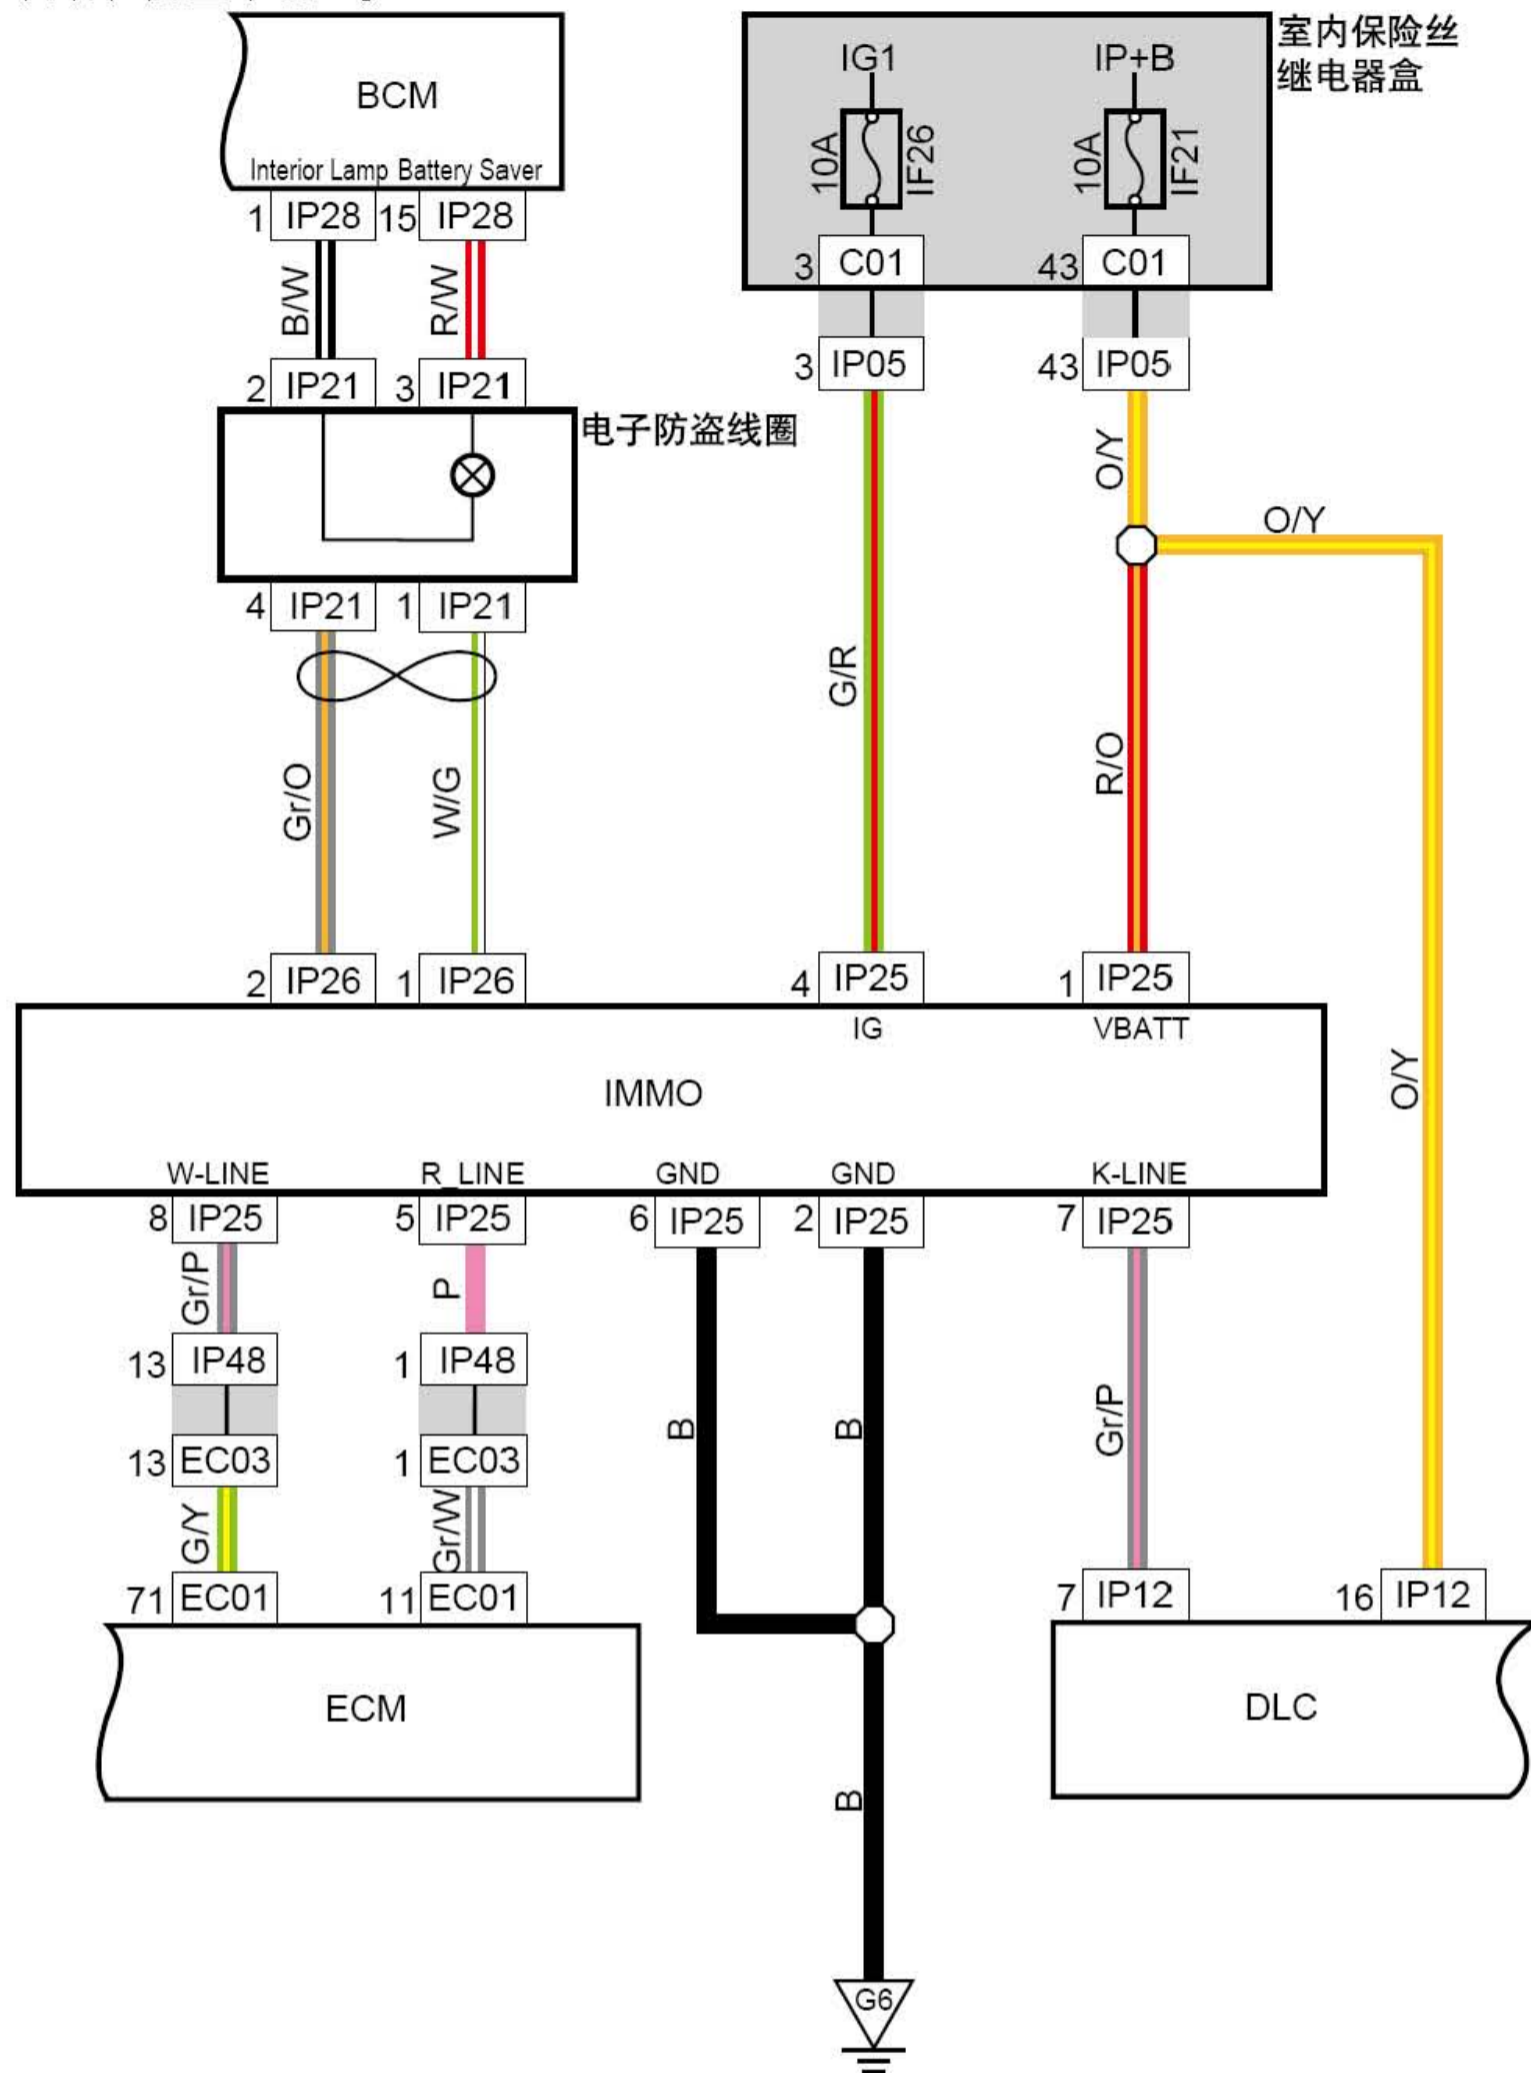 BCM
Interior Lamp Battery Saver
1 IP28 15 IP28
B/W
R/W
2 IP21 3 IP21
电子防盗线圈
4 IP21 1 IP21
Gr/O
W/G
2 IP26 1 IP26
室内保险丝
继电器盒
IG1
IP+B
10A
IF26
10A
IF21
3 C01
43 C01
3 IP05
43 IP05
O/Y
O/Y
G/R
R/O
O/Y
4 IP25
1 IP25
IG
VBATT
IMMO
W-LINE
R_LINE
GND
GND
K-LINE
8 IP25
5 IP25
6 IP25
2 IP25
7 IP25
Gr/P
P
13 IP48
1 IP48
13 EC03
1 EC03
G/Y
Gr/W
71 EC01
11 EC01
ECM
B
B
B
G6
Gr/P
7 IP12
16 IP12
DLC